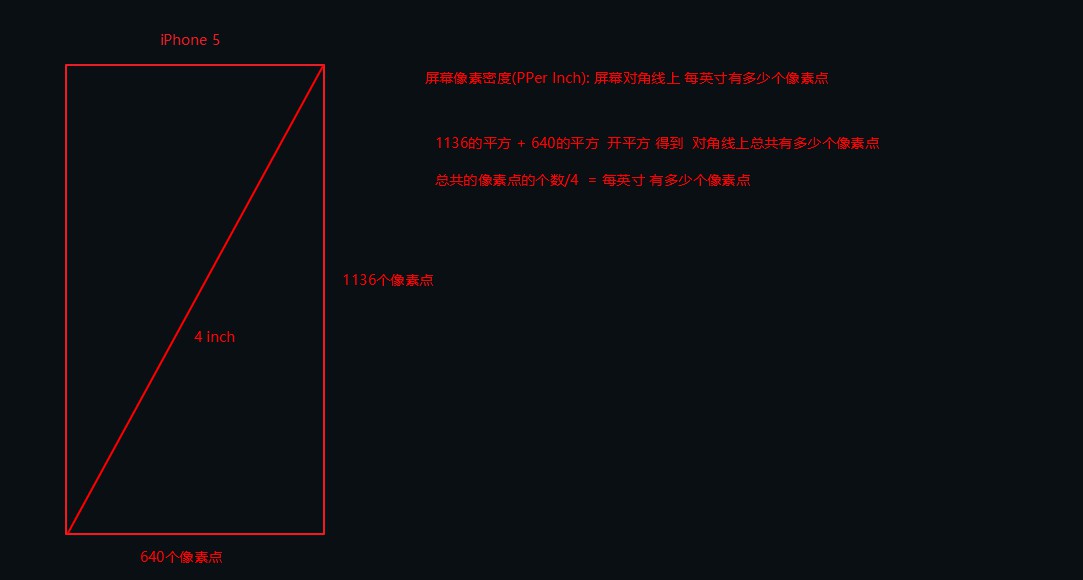 iPhone 5
屏幕像素密度(PPer Inch): 屏幕对角线上 每英寸有多少个像素点
1136的平方 + 640的平方 开平方 得到 对角线上总共有多少个像素点
总共的像素点的个数/4 = 每英寸 有多少个像素点
1136个像素点
4 inch
640个像素点